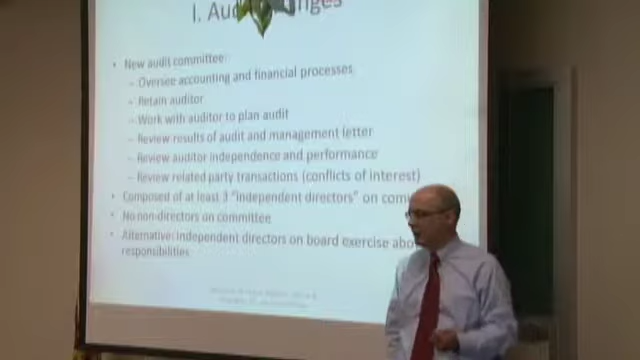 I. Au
New audit committee:
– Oversee accounting and financial processes
– Retain auditor
– Work with auditor to plan audit
– Review results of audit and management letter
– Review auditor independence and performance
– Review related party transactions (conflicts of interest)
• Composed of at least 3 “independent directors” on com
• No non-directors on committee
• Alternative: independent directors on board exercise abo
responsibilities